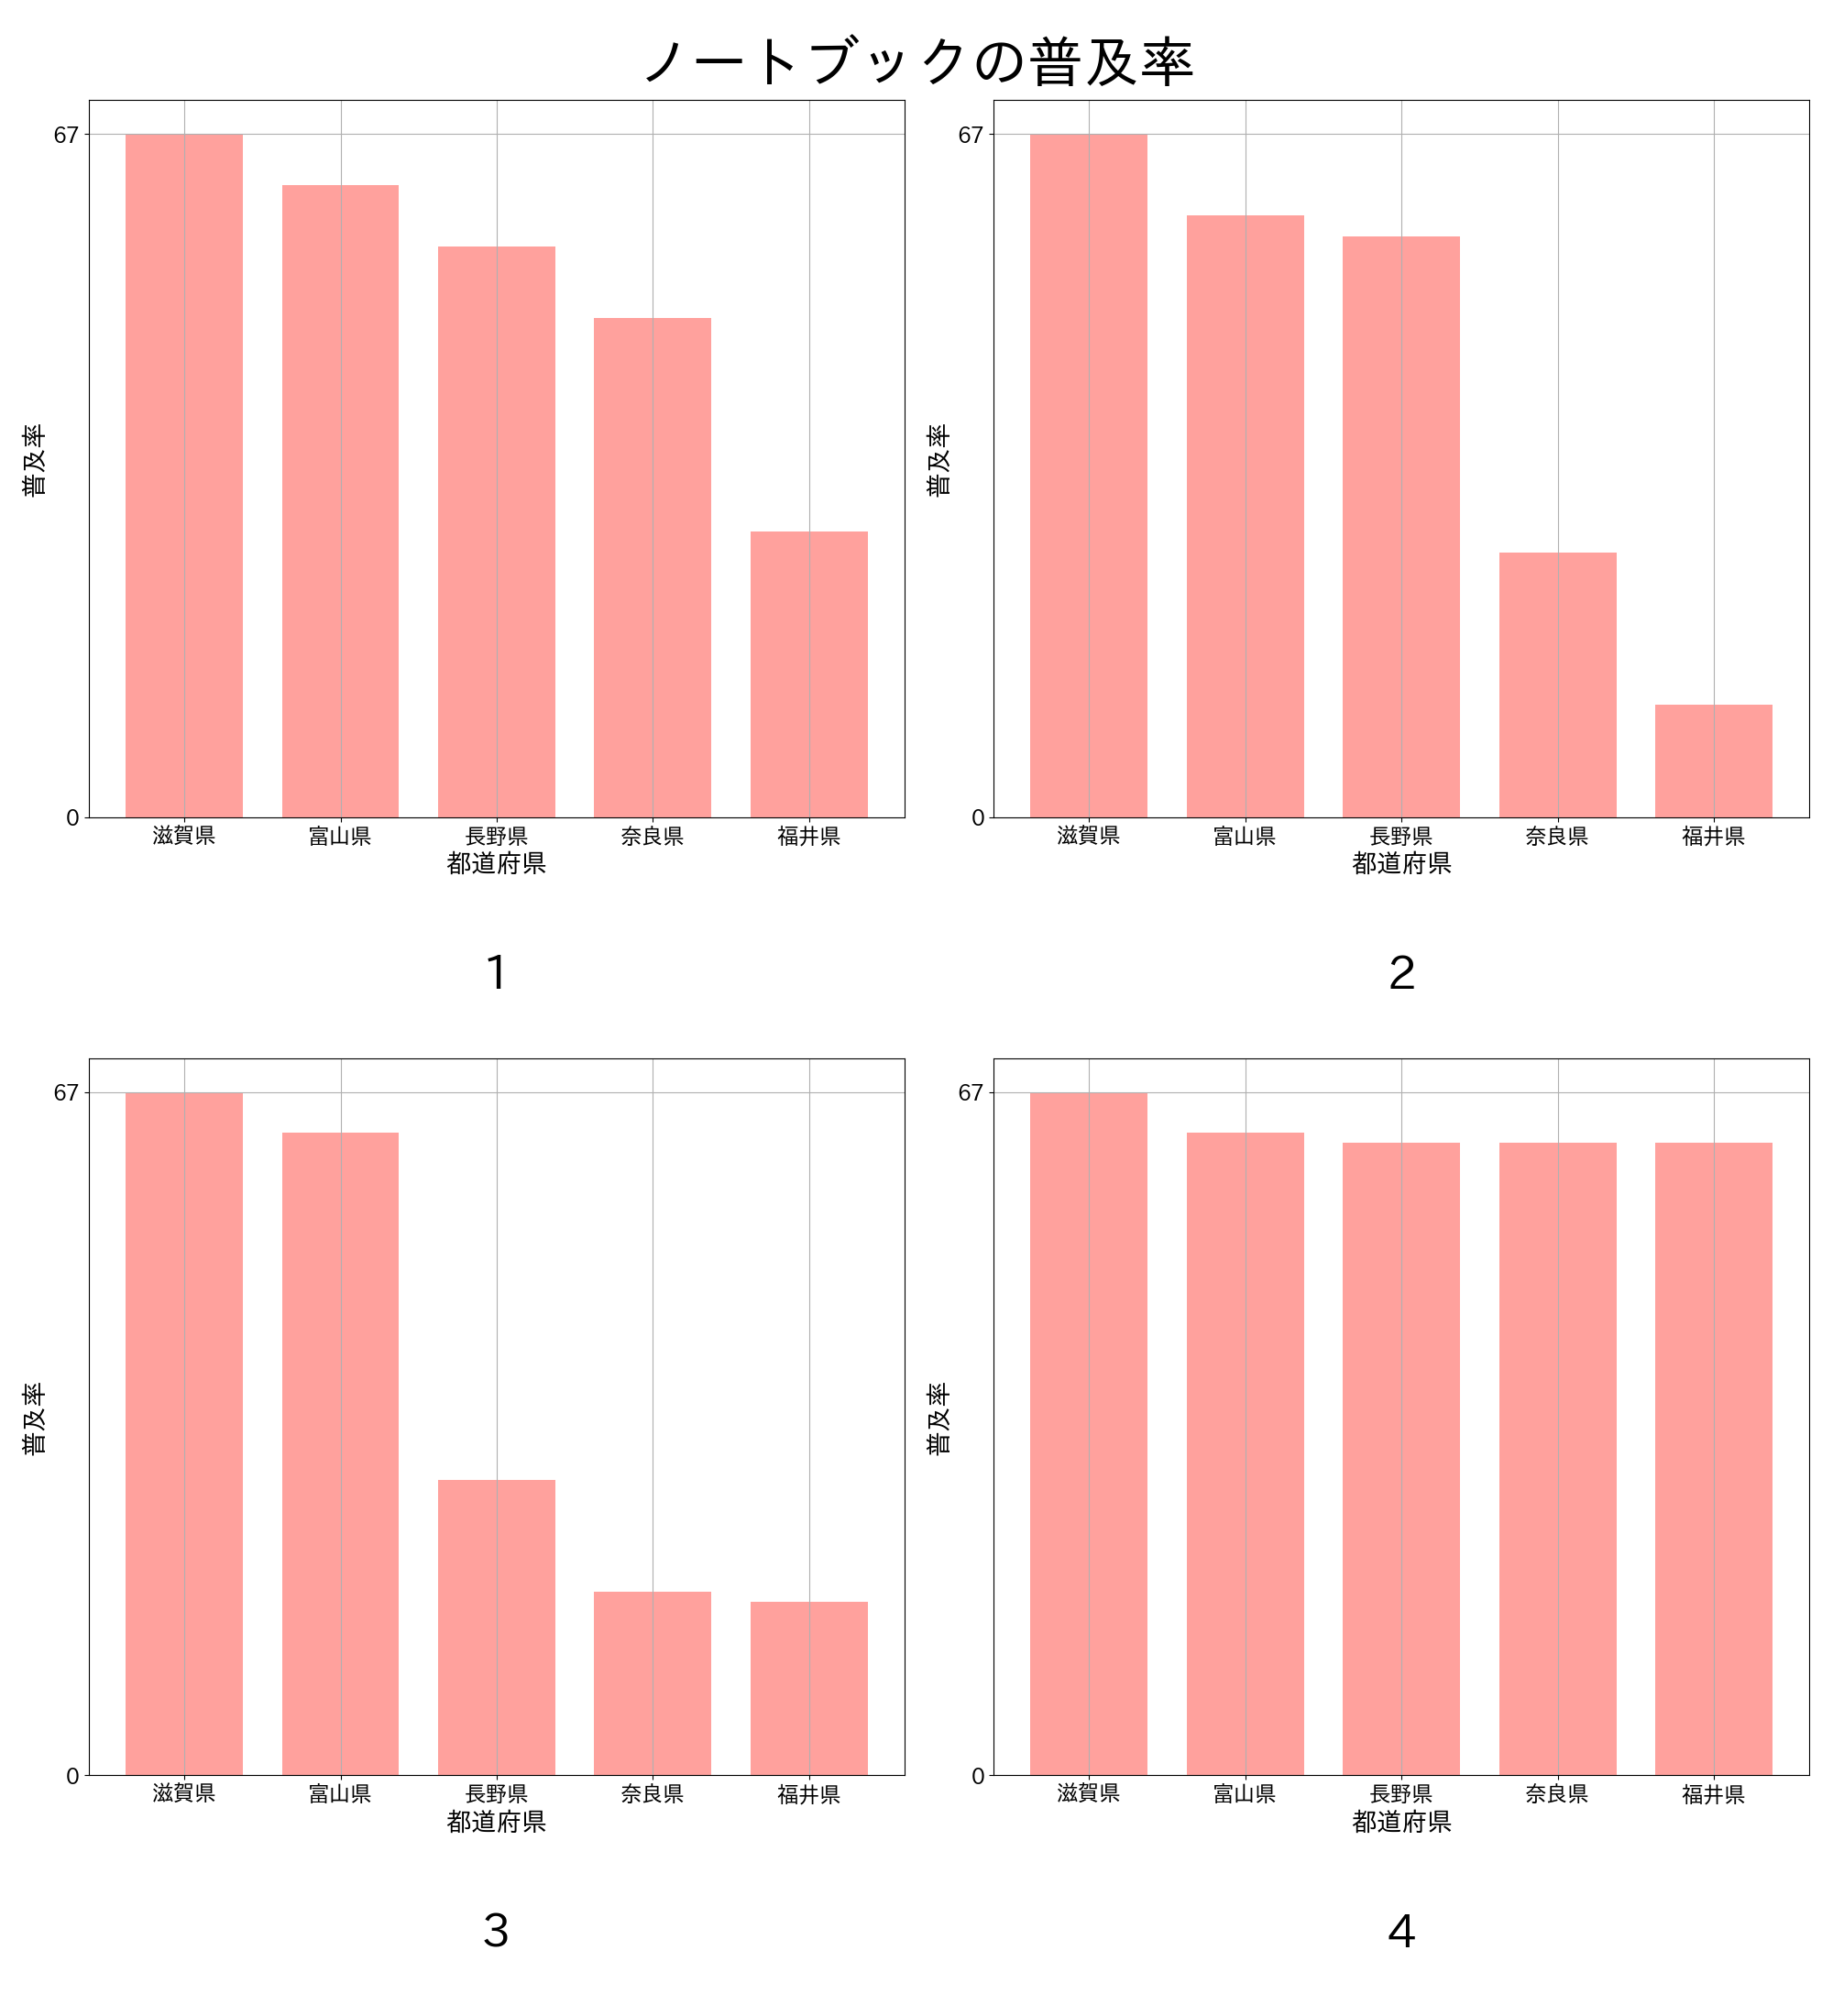 ノートブックの普及率
67
0
普及率
滋賀県 富山県 長野県 奈良県 福井県
都道府県
1
67
0
普及率
滋賀県 富山県 長野県 奈良県 福井県
都道府県
2
67
0
普及率
滋賀県 富山県 長野県 奈良県 福井県
都道府県
3
67
0
普及率
滋賀県 富山県 長野県 奈良県 福井県
都道府県
4